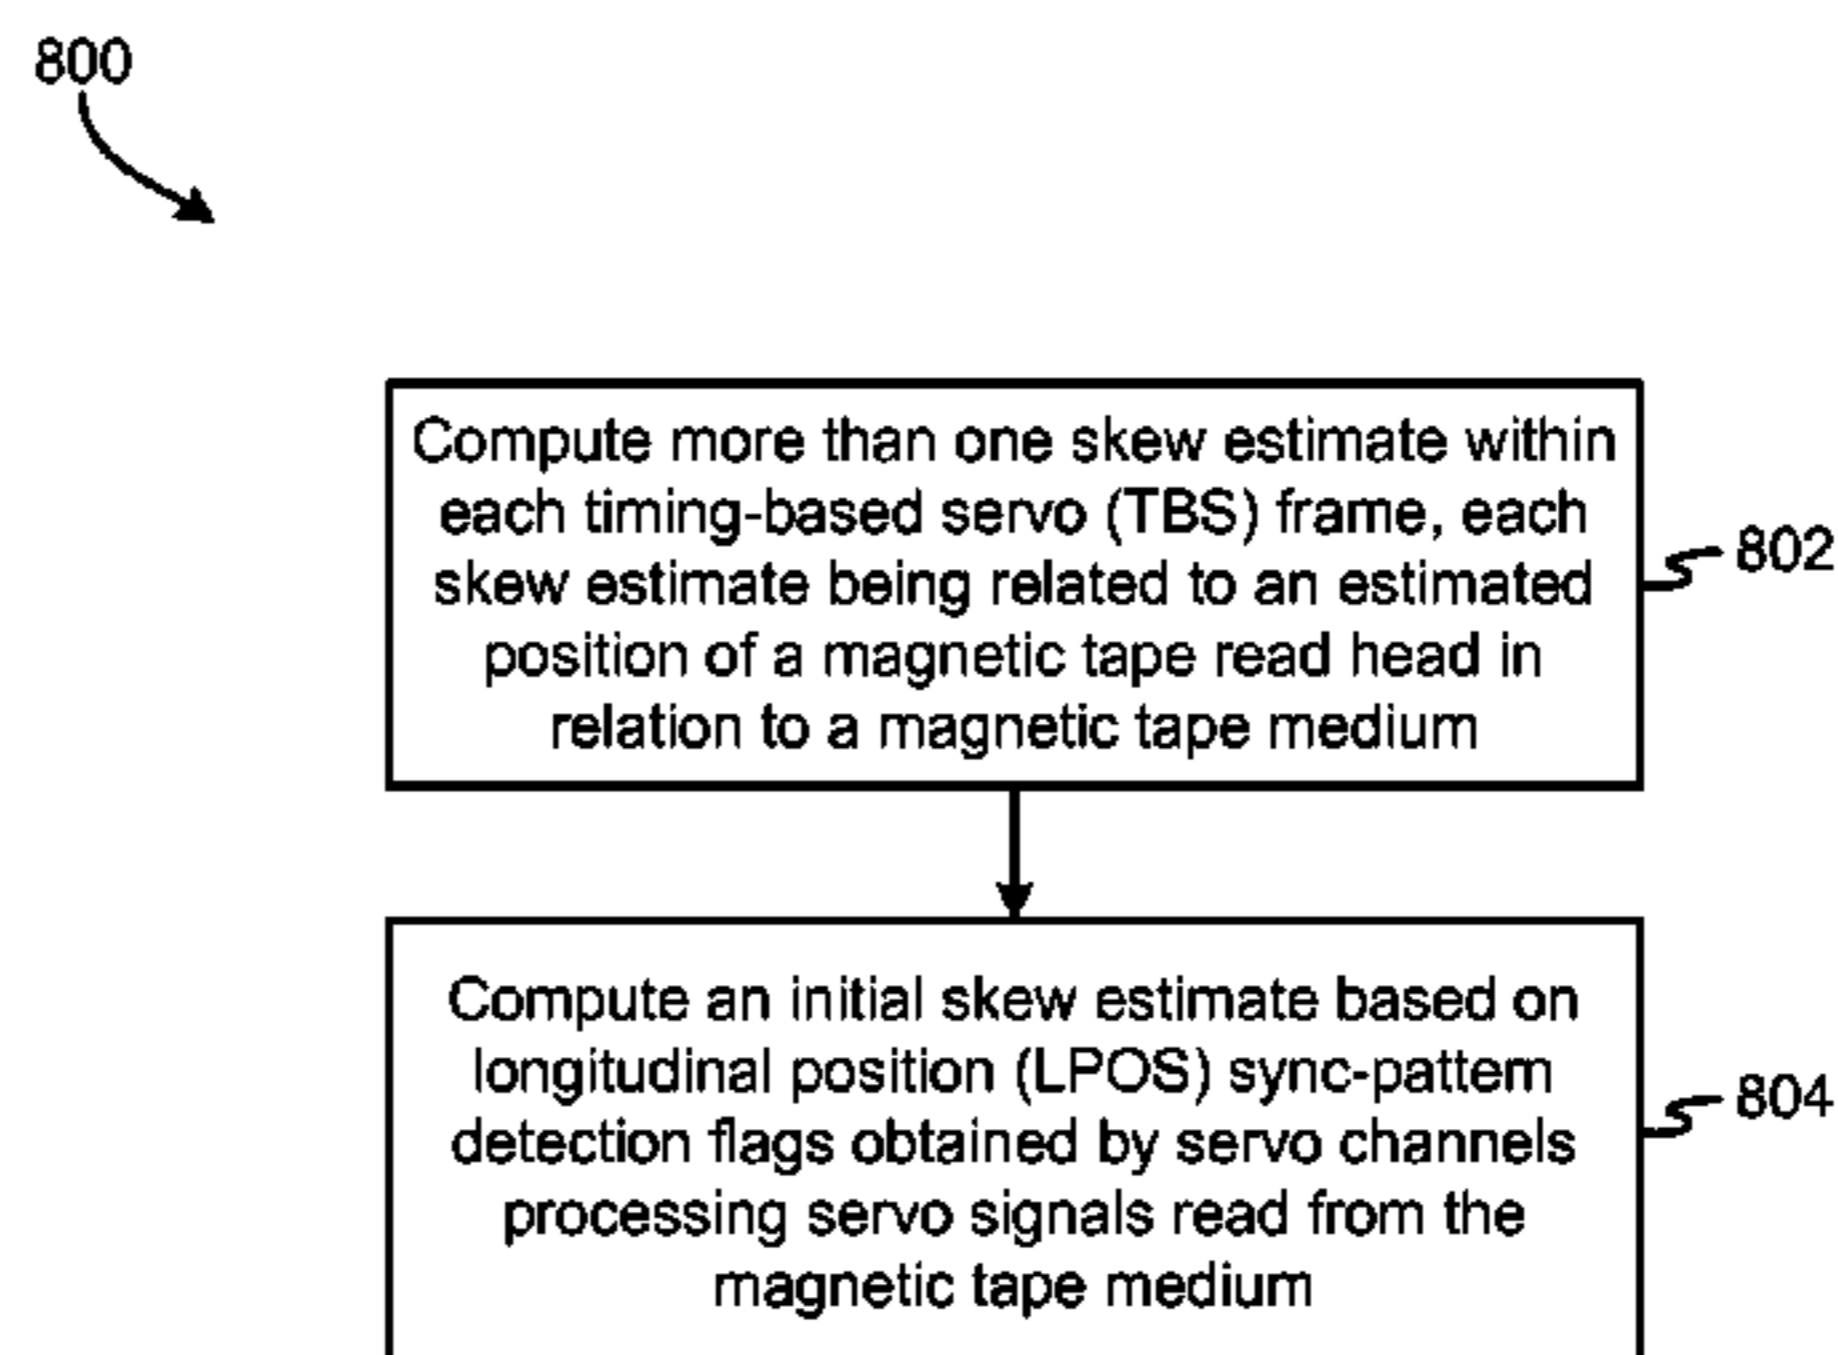 800
Compute more than one skew estimate within
each timing-based servo (TBS) frame, each
skew estimate being related to an estimated
position of a magnetic tape read head in
relation to a magnetic tape medium
802
Compute an initial skew estimate based on
longitudinal position (LPOS) sync-pattern
detection flags obtained by servo channels
processing servo signals read from the
magnetic tape medium
804